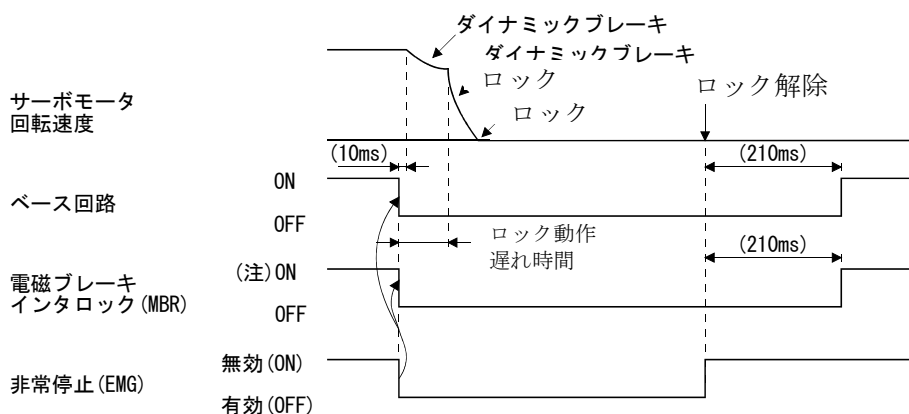 ダイナミックブレーキ
ダイナミックブレーキ
ロック
ロック
ロック解除
サーボモータ
回転速度
(10ms)
(210ms)
ベース回路
ON
OFF
ロック動作
遅れ時間
(210ms)
電磁ブレーキ
インタロック(MBR)
(注)ON
OFF
非常停止(EMG)
無効(ON)
有効(OFF)